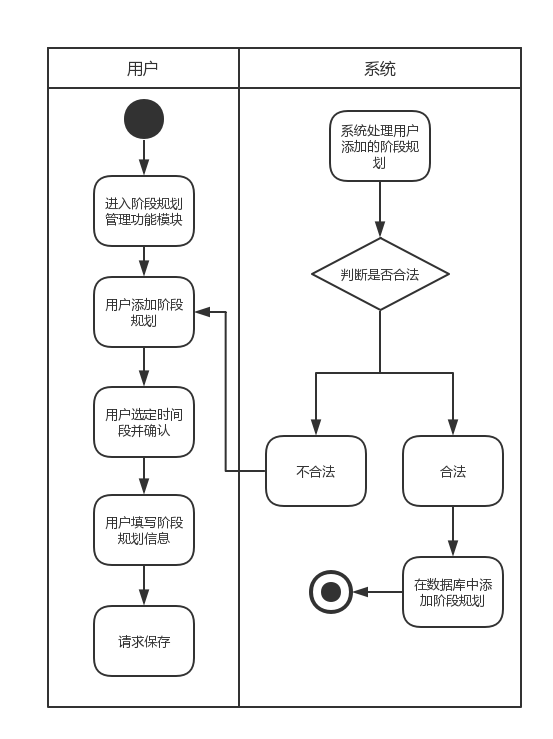 用户
系统
进入阶段规划
管理功能模块
用户添加阶段
规划
用户选定时间
段并确认
用户填写阶段
规划信息
请求保存
系统处理用户
添加的阶段规
划
判断是否合法
不合法
合法
在数据库中添
加阶段规划